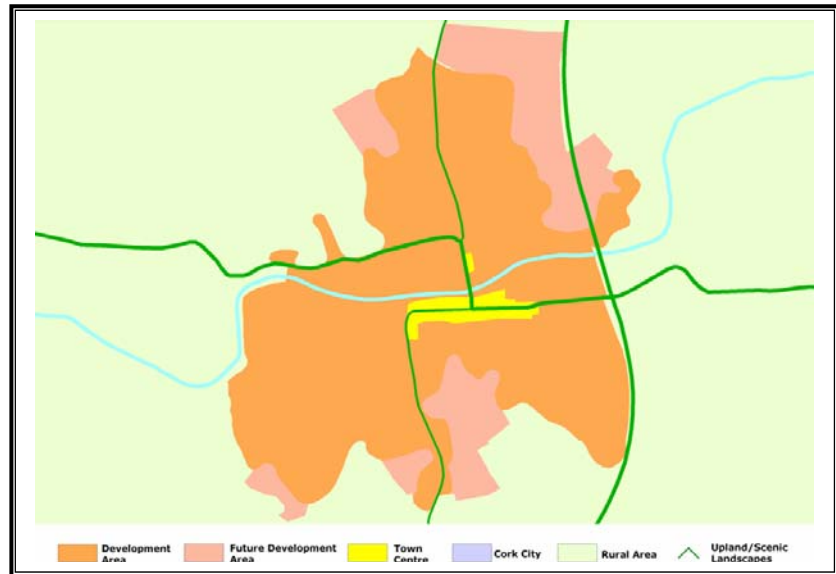 Development Area
Future Development Area
Town Centre
Cork City
Rural Area
Upland/Scenic Landscapes